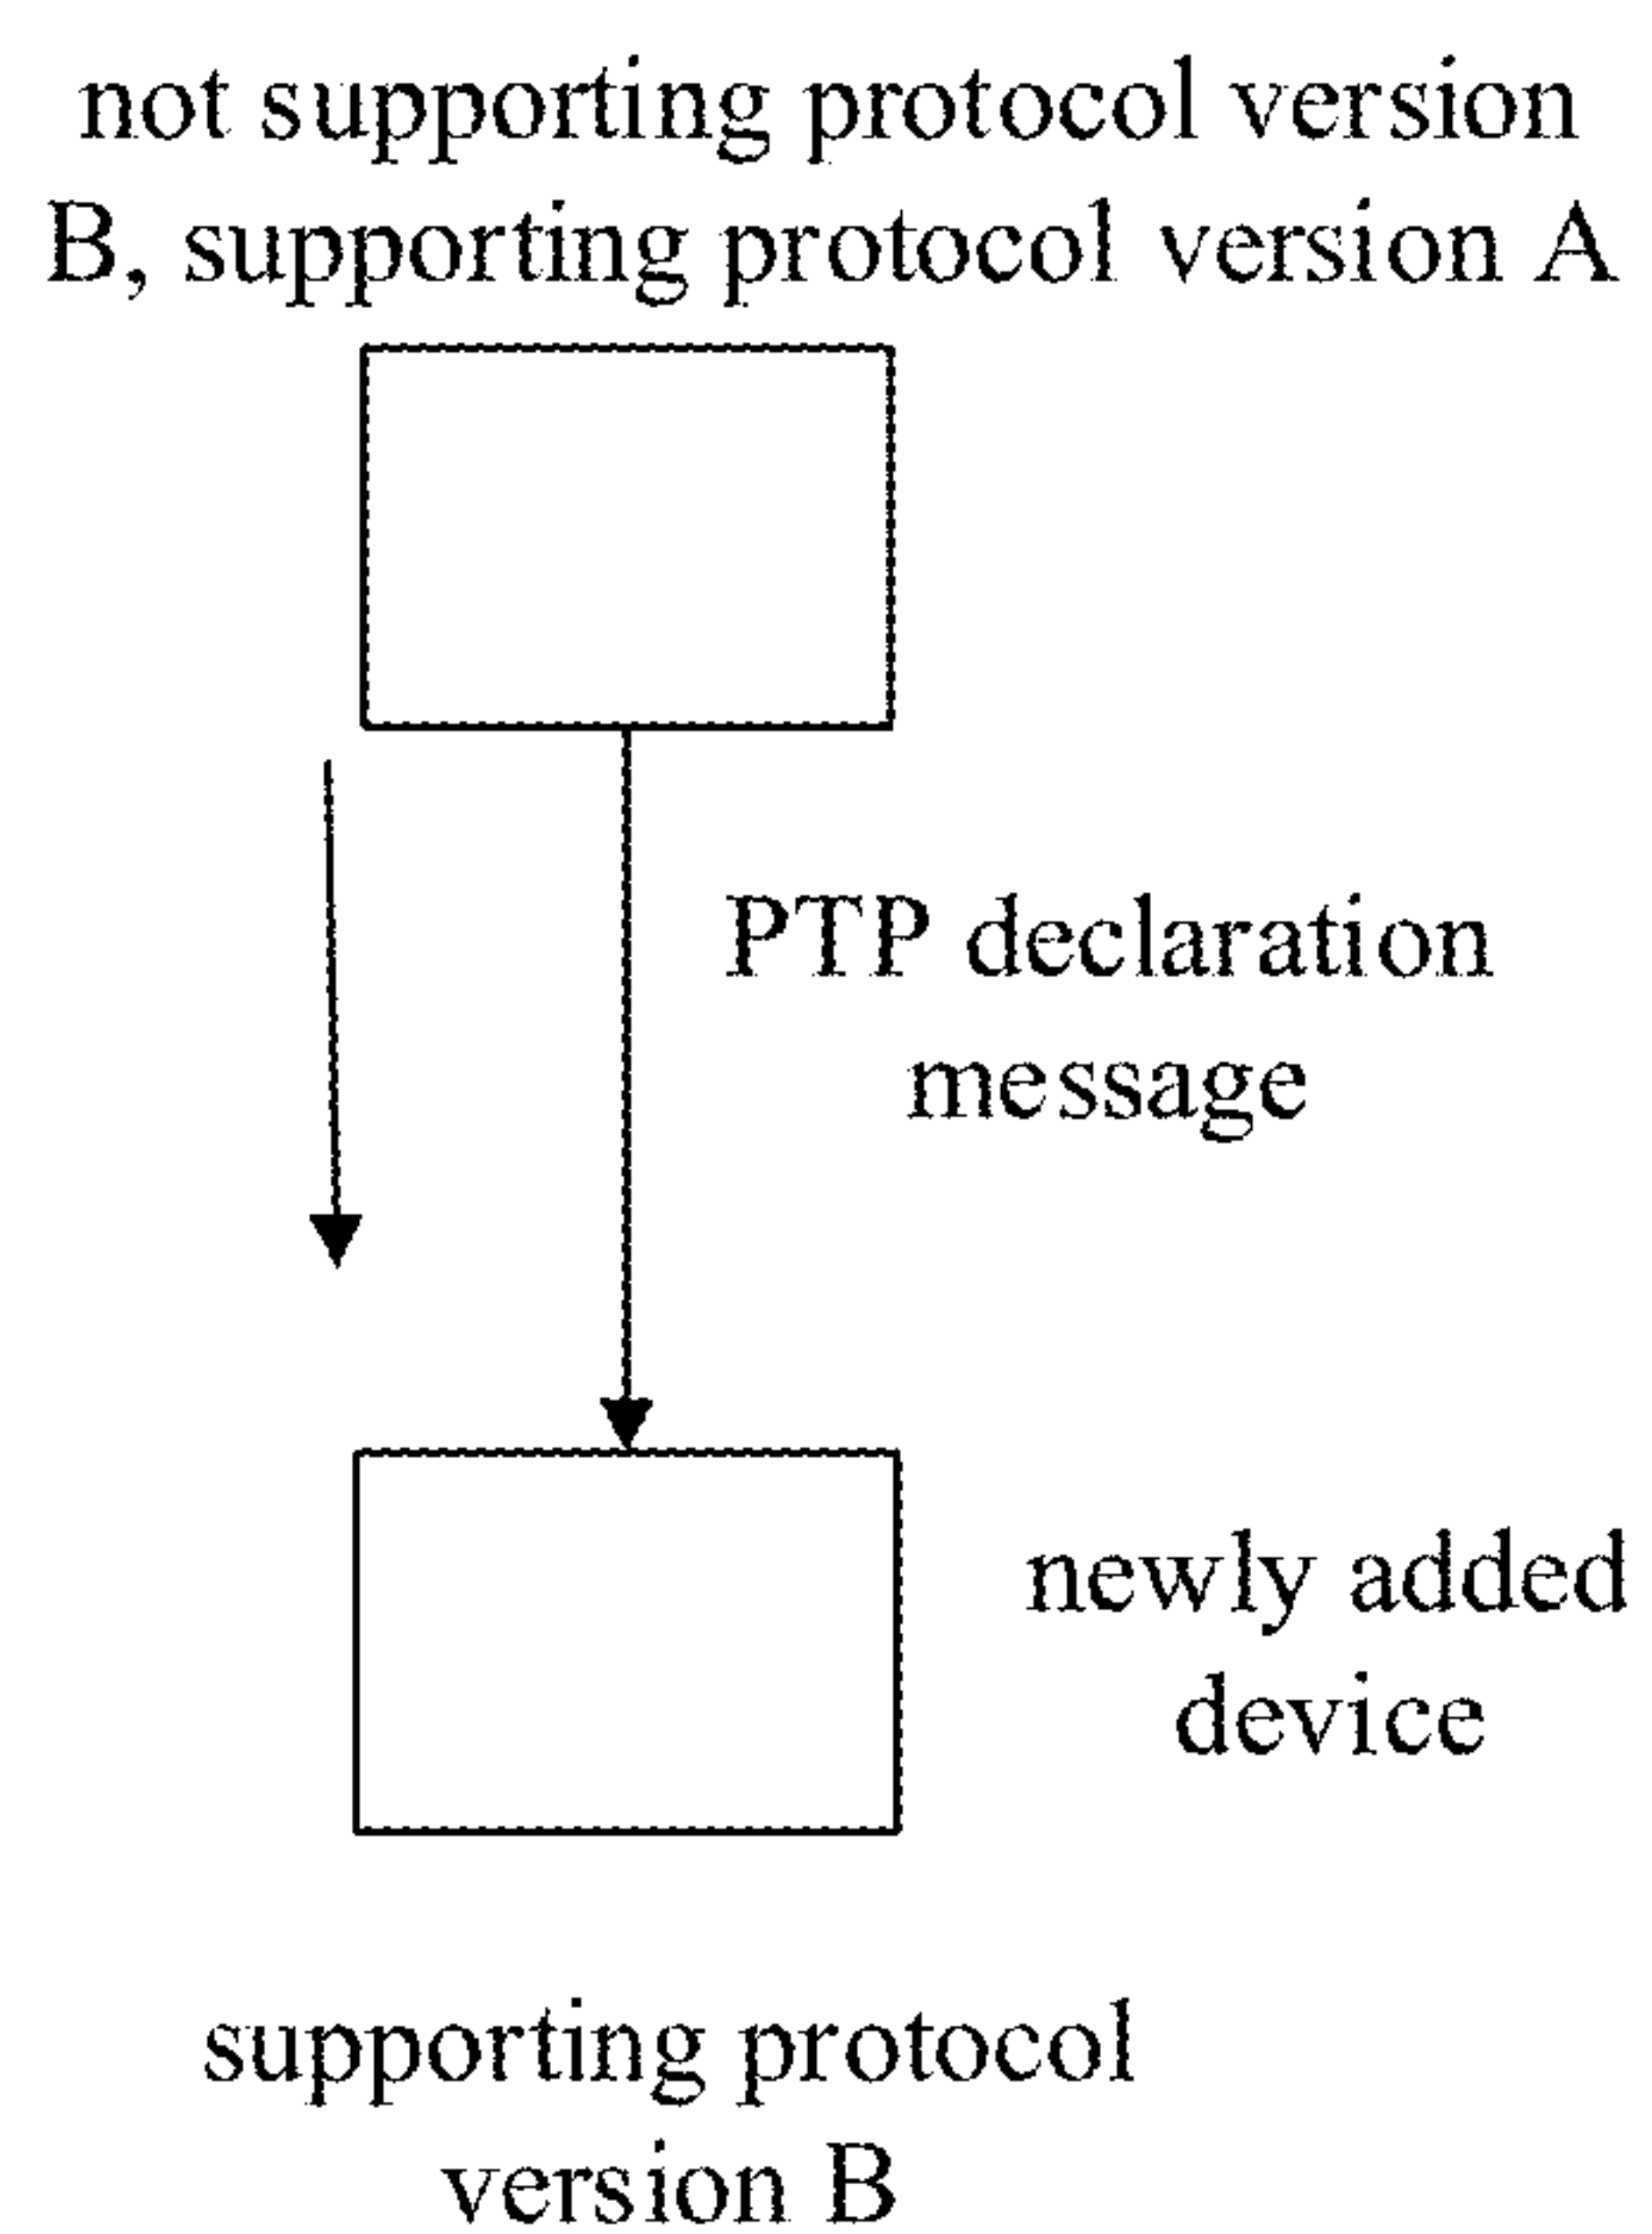 not supporting protocol version
B, supporting protocol version A
PTP declaration
message
newly added
device
supporting protocol
version B